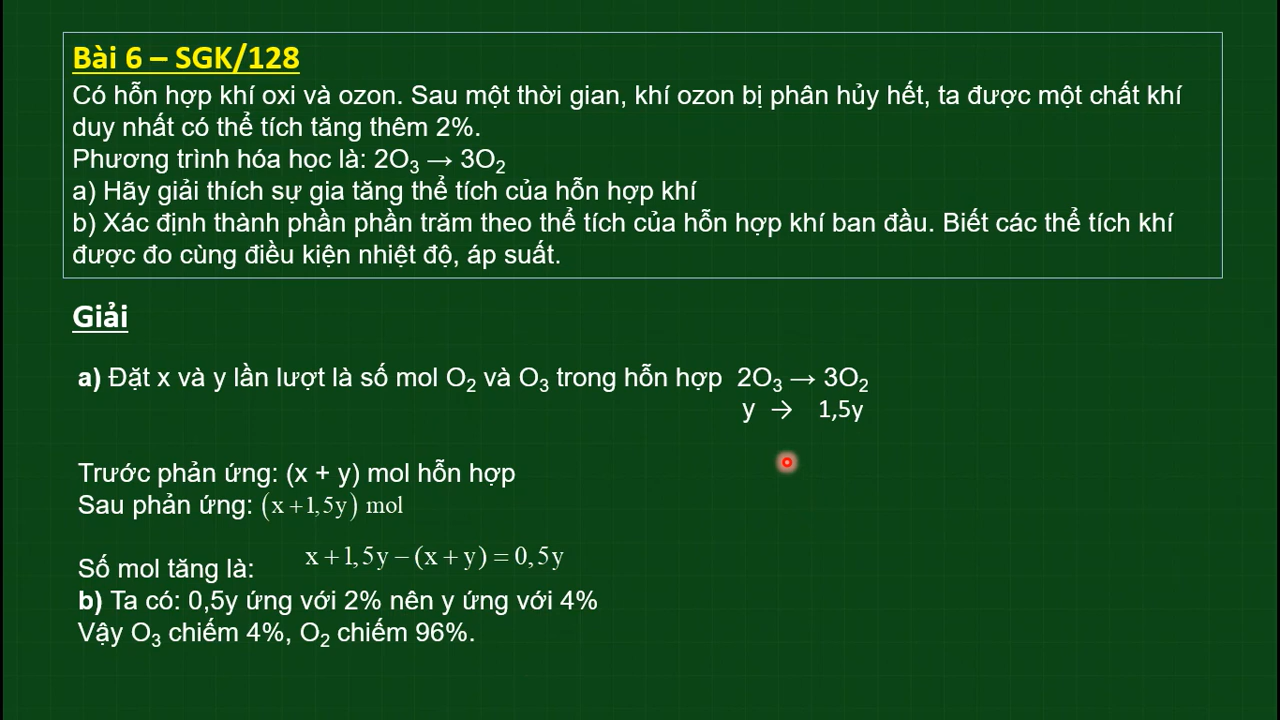 Bài 6 – SGK/128
Có hỗn hợp khí oxi và ozon. Sau một thời gian, khí ozon bị phân hủy hết, ta được một chất khí
duy nhất có thể tích tăng thêm 2%.
Phương trình hóa học là: 2O₃ → 3O₂
a) Hãy giải thích sự gia tăng thể tích của hỗn hợp khí
b) Xác định thành phần phần trăm theo thể tích của hỗn hợp khí ban đầu. Biết các thể tích khí
được đo cùng điều kiện nhiệt độ, áp suất.
Giải
a) Đặt x và y lần lượt là số mol O₂ và O₃ trong hỗn hợp 2O₃ → 3O₂
y → 1,5y
Trước phản ứng: (x + y) mol hỗn hợp
Sau phản ứng: (x+1,5y) mol
Số mol tăng là: x+1,5y−(x+y)=0,5y
b) Ta có: 0,5y ứng với 2% nên y ứng với 4%
Vậy O₃ chiếm 4%, O₂ chiếm 96%.